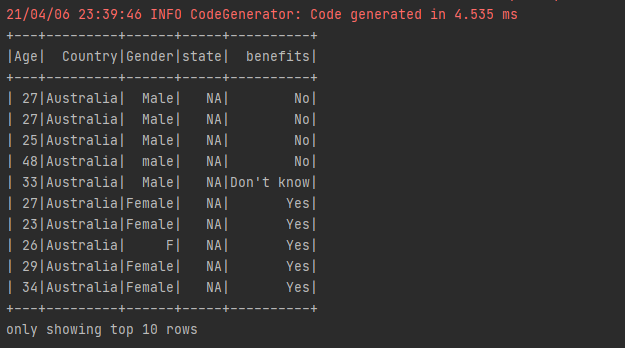 21/04/06 23:39:46 INFO CodeGenerator: Code generated in 4.535 ms
+---+---------+------+-----+----------+
|Age|  Country|Gender|state|  benefits|
+---+---------+------+-----+----------+
| 27|Australia|  Male|   NA|        No|
| 27|Australia|  Male|   NA|        No|
| 25|Australia|  Male|   NA|        No|
| 48|Australia|  male|   NA|        No|
| 33|Australia|  Male|   NA|Don't know|
| 27|Australia|Female|   NA|       Yes|
| 23|Australia|Female|   NA|       Yes|
| 26|Australia|     F|   NA|       Yes|
| 29|Australia|Female|   NA|       Yes|
| 34|Australia|Female|   NA|       Yes|
+---+---------+------+-----+----------+
only showing top 10 rows